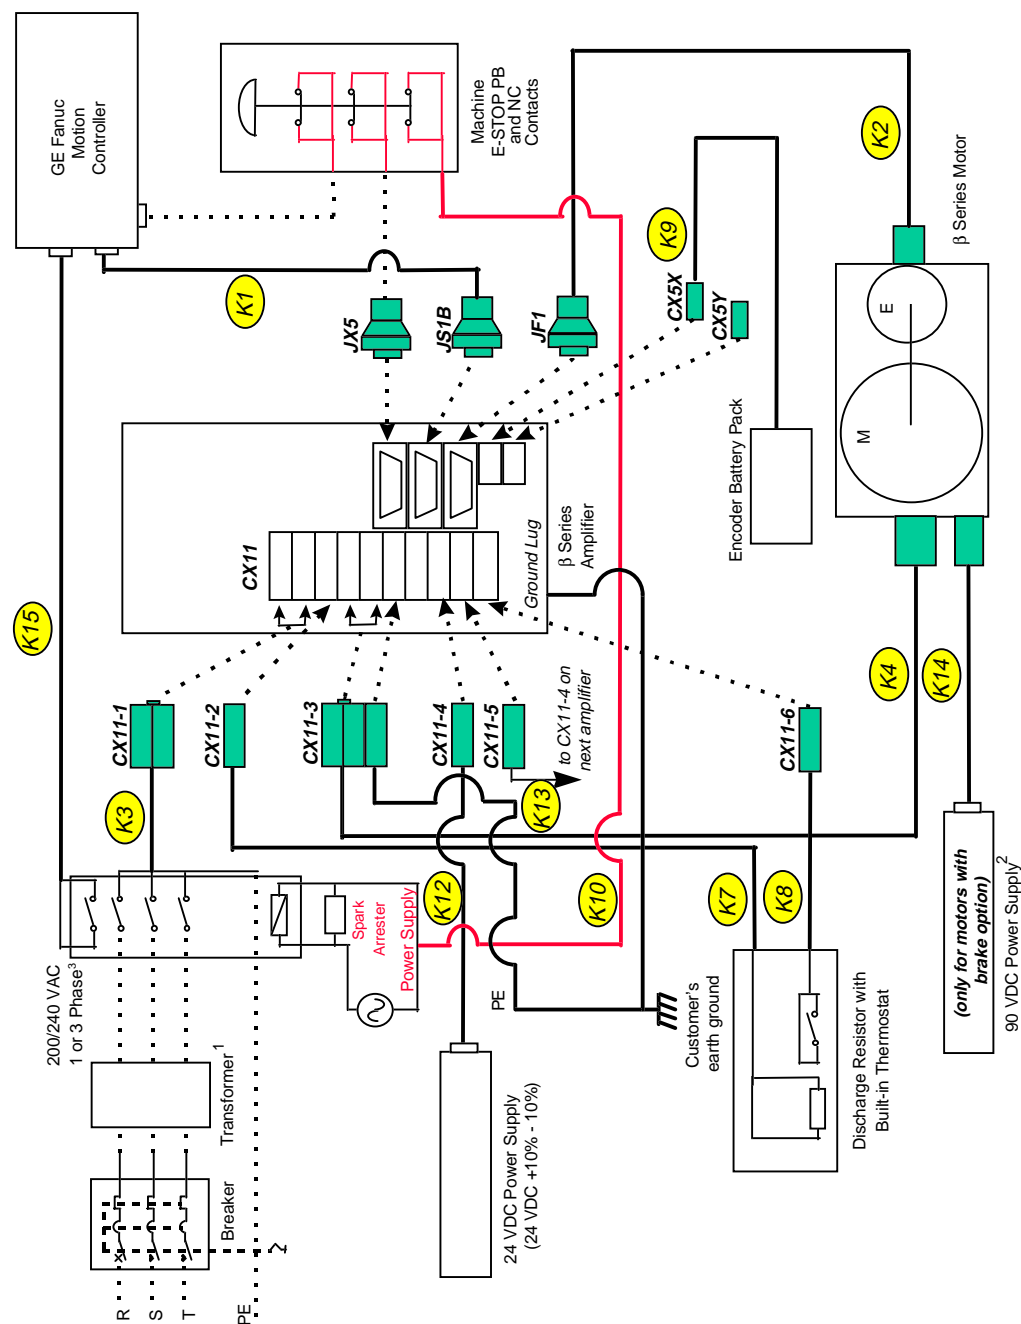 GE Fanuc
Motion
Controller
Machine
E-STOP PB
and NC
Contacts
K2
β Series Motor
E
M
K9
CX5X
CX5Y
K1
JX5
JS1B
JF1
Encoder Battery Pack
CX11
Ground Lug
β Series
Amplifier
K15
K4
K14
CX11-1
CX11-2
CX11-3
CX11-4
CX11-5
to CX11-4 on
next amplifier
CX11-6
K3
K13
K12
K10
K7
K8
Spark
Arrester
Power Supply
200/240 VAC
1 or 3 Phase3
PE
Customer's
earth ground
(only for motors with
brake option)
90 VDC Power Supply2
Discharge Resistor with
Built-in Thermostat
Transformer1
24 VDC Power Supply
(24 VDC +10% - 10%)
Breaker
R
S
T
PE